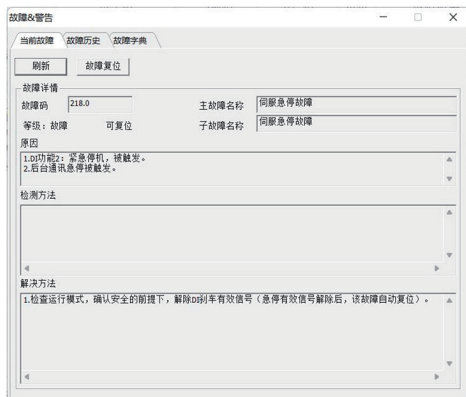 故障&警告
当前故障 故障历史 故障字典
刷新 故障复位
故障详情
故障码 218.0 主故障名称 伺服急停故障
等级：故障 可复位 子故障名称 伺服急停故障
原因
1.DI功能2：紧急停机，被触发。
2.后台通讯急停被触发。
检测方法
解决方法
1.检查运行模式，确认安全的前提下，解除DI刹车有效信号（急停有效信号解除后，该故障自动复位）。